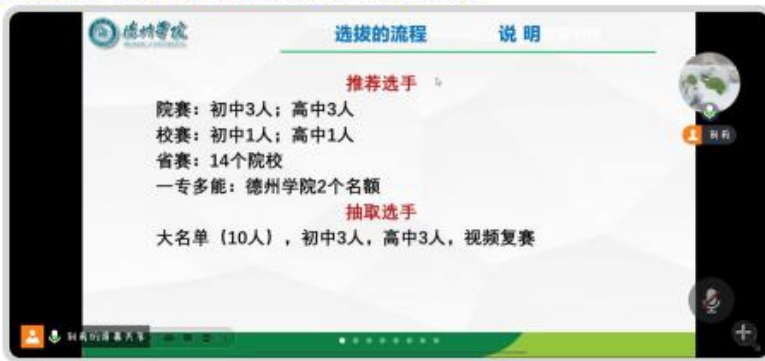 德州学院
选拔的流程 说 明
推荐选手
院赛：初中3人；高中3人
校赛：初中1人；高中1人
省赛：14个院校
一专多能：德州学院2个名额
抽取选手
大名单（10人），初中3人，高中3人，视频复赛